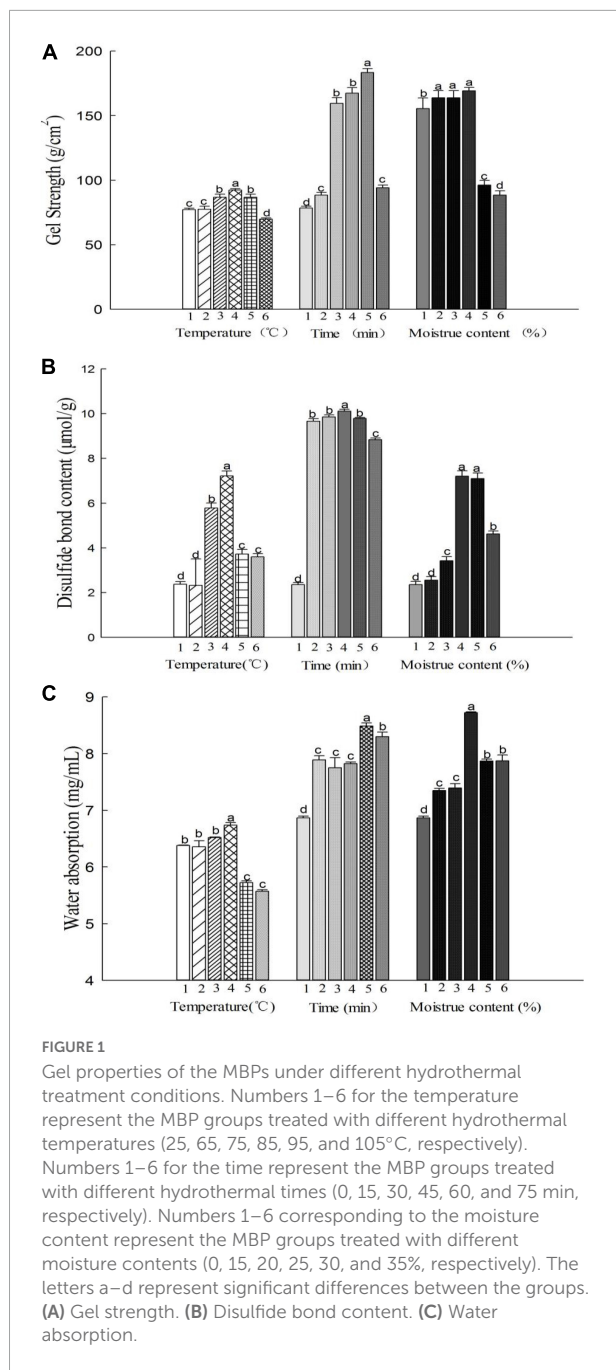 A
Gel Strength (g/cm²)
200
150
100
50
0
c c b a b d
d c b b a c
b a a a c d
1 2 3 4 5 6 1 2 3 4 5 6 1 2 3 4 5 6
Temperature（℃） Time （min） Moistrue content （%）
B
Disulfide bond content (μmol/g)
12
10
8
6
4
2
0
d d b a c c
d b b a b c
d d c a a b
1 2 3 4 5 6 1 2 3 4 5 6 1 2 3 4 5 6
Temperature(℃) Time (min) Moistrue content (%)
C
Water absorption (mg/mL)
9
8
7
6
5
4
b b b a c c
d c c c a b
d c c a b b
1 2 3 4 5 6 1 2 3 4 5 6 1 2 3 4 5 6
Temperature(℃) Time (min) Moistrue content (%)
FIGURE 1
Gel properties of the MBPs under different hydrothermal
treatment conditions. Numbers 1–6 for the temperature
represent the MBP groups treated with different hydrothermal
temperatures (25, 65, 75, 85, 95, and 105°C, respectively).
Numbers 1–6 for the time represent the MBP groups treated
with different hydrothermal times (0, 15, 30, 45, 60, and 75 min,
respectively). Numbers 1–6 corresponding to the moisture
content represent the MBP groups treated with different
moisture contents (0, 15, 20, 25, 30, and 35%, respectively). The
letters a–d represent significant differences between the groups.
(A) Gel strength. (B) Disulfide bond content. (C) Water
absorption.